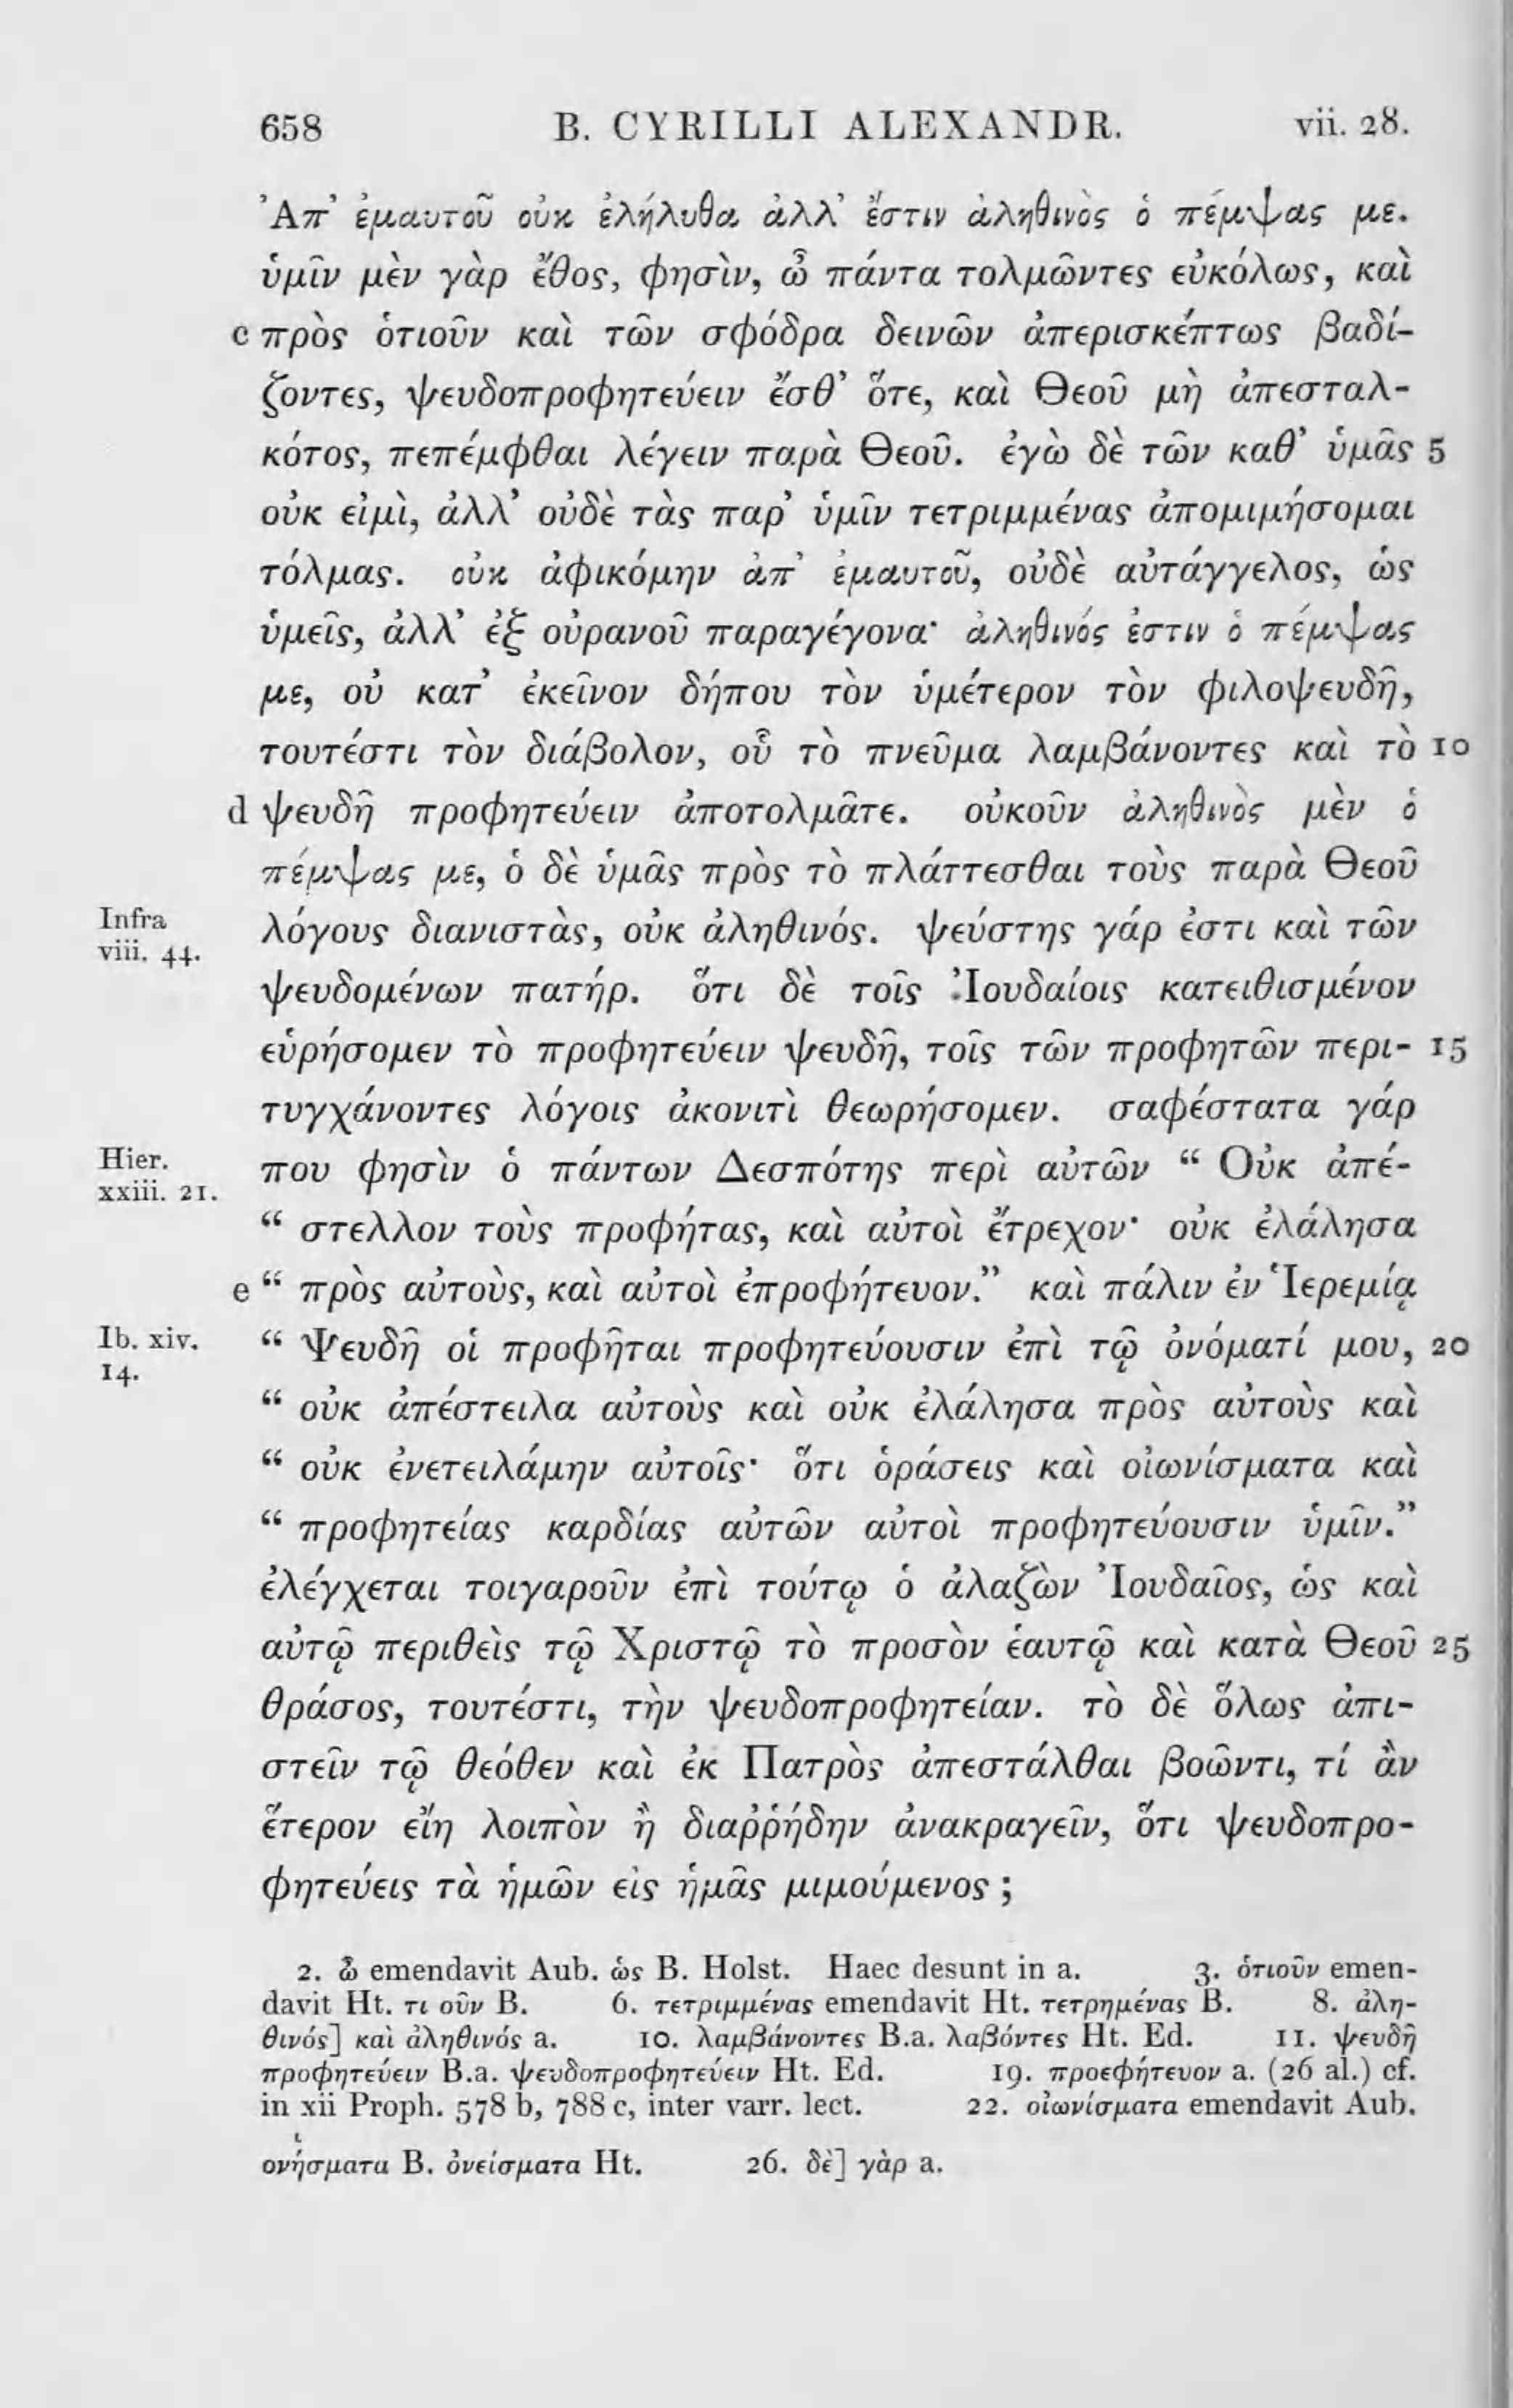 658 B. CYRILLI ALEXANDR. vii. 28.
Ἀπ’ ἐμαυτοῦ οὐκ ἐλήλυθα ἀλλ’ ἔστιν ἀληθινὸς ὁ πέμψας με.
ὑμῖν μὲν γὰρ ἔθος, φησὶν, ὦ πάντα τολμῶντες εὐκόλως, καὶ
c πρὸς ὁτιοῦν καὶ τῶν σφόδρα δεινῶν ἀπερισκέπτως βαδί-
ζοντες, ψευδοπροφητεύειν ἔσθ’ ὅτε, καὶ Θεοῦ μὴ ἀπεσταλ-
κότος, πεπέμφθαι λέγειν παρὰ Θεοῦ. ἐγὼ δὲ τῶν καθ’ ὑμᾶς 5
οὐκ εἰμὶ, ἀλλ’ οὐδὲ τὰς παρ’ ὑμῖν τετριμμένας ἀπομιμήσομαι
τόλμας. οὐκ ἀφικόμην ἀπ’ ἐμαυτοῦ, οὐδὲ αὐτάγγελος, ὡς
ὑμεῖς, ἀλλ’ ἐξ οὐρανοῦ παραγέγονα· ἀληθινός ἐστιν ὁ πέμψας
με, οὐ κατ’ ἐκεῖνον δήπου τὸν ὑμέτερον τὸν φιλοψευδῆ,
τουτέστι τὸν διάβολον, οὗ τὸ πνεῦμα λαμβάνοντες καὶ τὸ 10
d ψευδῆ προφητεύειν ἀποτολμᾶτε. οὐκοῦν ἀληθινὸς μὲν ὁ
πέμψας με, ὁ δὲ ὑμᾶς πρὸς τὸ πλάττεσθαι τοὺς παρὰ Θεοῦ
Infra
viii. 44.
λόγους διανιστὰς, οὐκ ἀληθινός. ψεύστης γάρ ἐστι καὶ τῶν
ψευδομένων πατήρ. ὅτι δὲ τοῖς Ἰουδαίοις κατειθισμένον
εὑρήσομεν τὸ προφητεύειν ψευδῆ, τοῖς τῶν προφητῶν περι- 15
τυγχάνοντες λόγοις ἀκονιτὶ θεωρήσομεν. σαφέστατα γάρ
Hier.
xxiii. 21.
που φησὶν ὁ πάντων Δεσπότης περὶ αὐτῶν “ Οὐκ ἀπέ-
“ στελλον τοὺς προφήτας, καὶ αὐτοὶ ἔτρεχον· οὐκ ἐλάλησα
e “ πρὸς αὐτοὺς, καὶ αὐτοὶ ἐπροφήτευον.” καὶ πάλιν ἐν Ἱερεμίᾳ
Ib. xiv.
14.
“ Ψευδῆ οἱ προφῆται προφητεύουσιν ἐπὶ τῷ ὀνόματί μου, 20
“ οὐκ ἀπέστειλα αὐτοὺς καὶ οὐκ ἐλάλησα πρὸς αὐτοὺς καὶ
“ οὐκ ἐνετειλάμην αὐτοῖς· ὅτι ὁράσεις καὶ οἰωνίσματα καὶ
“ προφητείας καρδίας αὐτῶν αὐτοὶ προφητεύουσιν ὑμῖν.”
ἐλέγχεται τοιγαροῦν ἐπὶ τούτῳ ὁ ἀλαζὼν Ἰουδαῖος, ὡς καὶ
αὐτῷ περιθεὶς τῷ Χριστῷ τὸ προσὸν ἑαυτῷ καὶ κατὰ Θεοῦ 25
θράσος, τουτέστι, τὴν ψευδοπροφητείαν. τὸ δὲ ὅλως ἀπι-
στεῖν τῷ θεόθεν καὶ ἐκ Πατρὸς ἀπεστάλθαι βοῶντι, τί ἂν
ἕτερον εἴη λοιπὸν ἢ διαῤῥήδην ἀνακραγεῖν, ὅτι ψευδοπρο-
φητεύεις τὰ ἡμῶν εἰς ἡμᾶς μιμούμενος ;
2. ὦ emendavit Aub. ὡς B. Holst. Haec desunt in a. 3. ὁτιοῦν emen-
davit Ht. τι οὖν B. 6. τετριμμένας emendavit Ht. τετρημένας B. 8. ἀλη-
θινός] καὶ ἀληθινός a. 10. λαμβάνοντες B.a. λαβόντες Ht. Ed. 11. ψευδῆ
προφητεύειν B.a. ψευδοπροφητεύειν Ht. Ed. 19. προεφήτευον a. (26 al.) cf.
in xii Proph. 578 b, 788 c, inter varr. lect. 22. οἰωνίσματα emendavit Aub.
ι
ονήσματα B. ὀνείσματα Ht. 26. δὲ] γὰρ a.